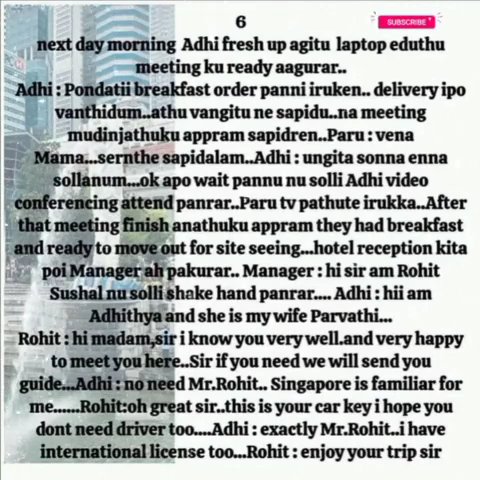 6
SUBSCRIBE
next day morning Adhi fresh up agitu laptop eduthu
meeting ku ready aagurar..
Adhi : Pondatii breakfast order panni iruken.. delivery ipo
vanthidum..athu vangitu ne sapidu..na meeting
mudinjathuku appram sapidren..Paru : vena
Mama...sernthe sapidalam..Adhi : ungita sonna enna
sollanum...ok apo wait pannu nu solli Adhi video
conferencing attend panrar..Paru tv pathute irukka..After
that meeting finish anathuku appram they had breakfast
and ready to move out for site seeing...hotel reception kita
poi Manager ah pakurar.. Manager : hi sir am Rohit
Sushal nu solli shake hand panrar.... Adhi : hii am
Adhithya and she is my wife Parvathi...
Rohit : hi madam,sir i know you very well.and very happy
to meet you here..Sir if you need we will send you
guide...Adhi : no need Mr.Rohit.. Singapore is familiar for
me......Rohit:oh great sir..this is your car key i hope you
dont need driver too....Adhi : exactly Mr.Rohit..i have
international license too...Rohit : enjoy your trip sir